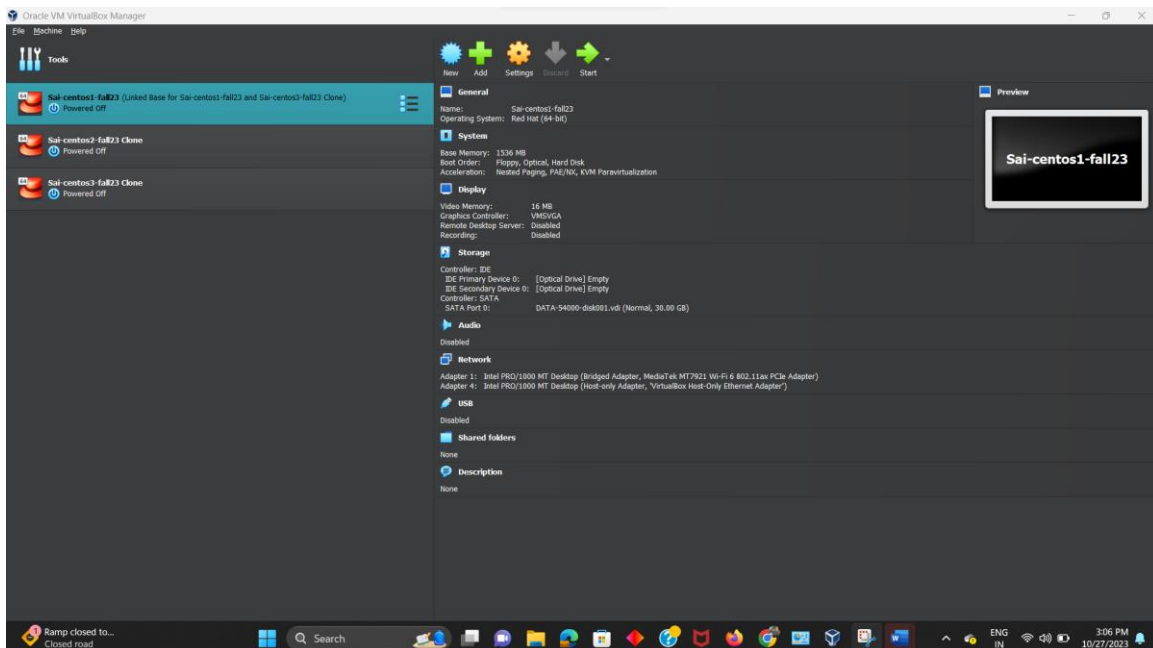 Oracle VM VirtualBox Manager
File Machine Help
Tools
New Add Settings Discard Start
Sai-centos1-fall23 (Linked Base for Sai-centos1-fall23 and Sai-centos3-fall23 Clone)
Powered Off
Sai-centos2-fall23 Clone
Powered Off
Sai-centos3-fall23 Clone
Powered Off
General
Name: Sai-centos1-fall23
Operating System: Red Hat (64-bit)
System
Base Memory: 1536 MB
Boot Order: Floppy, Optical, Hard Disk
Acceleration: Nested Paging, PAE/NX, KVM Paravirtualization
Display
Video Memory: 16 MB
Graphics Controller: VMSVGA
Remote Desktop Server: Disabled
Recording: Disabled
Storage
Controller: IDE
IDE Primary Device 0: [Optical Drive] Empty
IDE Secondary Device 0: [Optical Drive] Empty
Controller: SATA
SATA Port 0: DATA-54000-disk001.vdi (Normal, 30.00 GB)
Audio
Disabled
Network
Adapter 1: Intel PRO/1000 MT Desktop (Bridged Adapter, MediaTek MT7921 Wi-Fi 6 802.11ax PCIe Adapter)
Adapter 4: Intel PRO/1000 MT Desktop (Host-only Adapter, 'VirtualBox Host-Only Ethernet Adapter')
USB
Disabled
Shared folders
None
Description
None
Preview
Sai-centos1-fall23
Ramp closed to...
Closed road
Search
ENG
IN
3:06 PM
10/27/2023